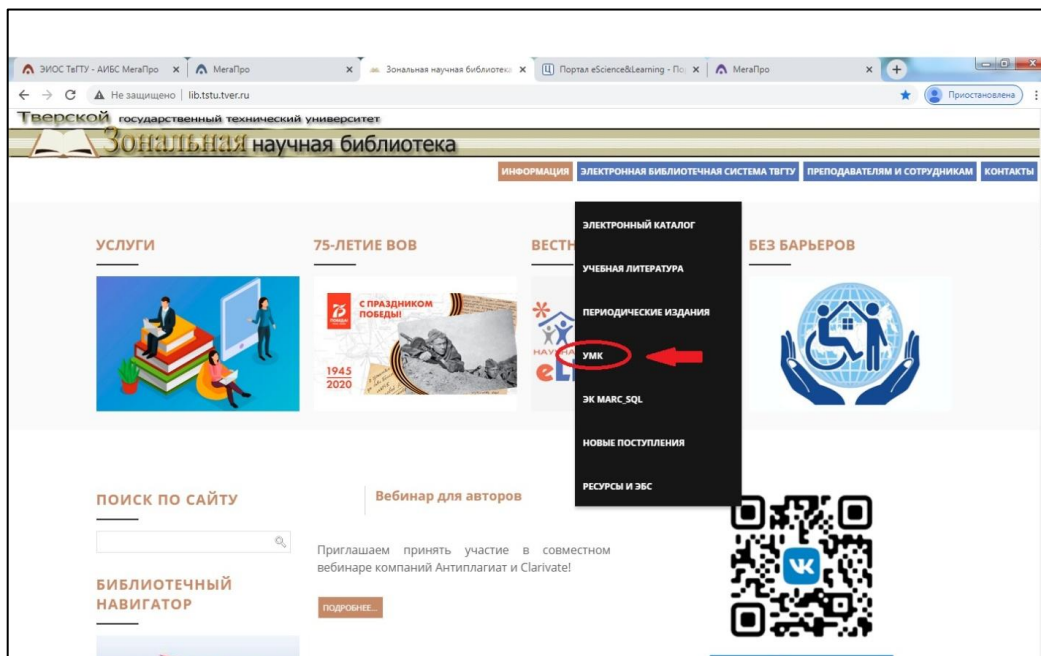 ЭИОС ТвГТУ - АИБС МегаПро
МегаПро
Зональная научная библиотека
Портал eScience&Learning - По
МегаПро
Не защищено | lib.tstu.tver.ru
Приостановлена
Тверской государственный технический университет
Зональная научная библиотека
ИНФОРМАЦИЯ
ЭЛЕКТРОННАЯ БИБЛИОТЕЧНАЯ СИСТЕМА ТВГТУ
ПРЕПОДАВАТЕЛЯМ И СОТРУДНИКАМ
КОНТАКТЫ
УСЛУГИ
75-ЛЕТИЕ ВОВ
С ПРАЗДНИКОМ
ПОБЕДЫ!
75
1945
2020
ВЕСТН
eLI
ЭЛЕКТРОННЫЙ КАТАЛОГ
УЧЕБНАЯ ЛИТЕРАТУРА
ПЕРИОДИЧЕСКИЕ ИЗДАНИЯ
УМК
ЭК MARC_SQL
НОВЫЕ ПОСТУПЛЕНИЯ
РЕСУРСЫ И ЭБС
БЕЗ БАРЬЕРОВ
ПОИСК ПО САЙТУ
БИБЛИОТЕЧНЫЙ
НАВИГАТОР
Вебинар для авторов
Приглашаем принять участие в совместном
вебинаре компаний Антиплагиат и Clarivate!
ПОДРОБНЕЕ...